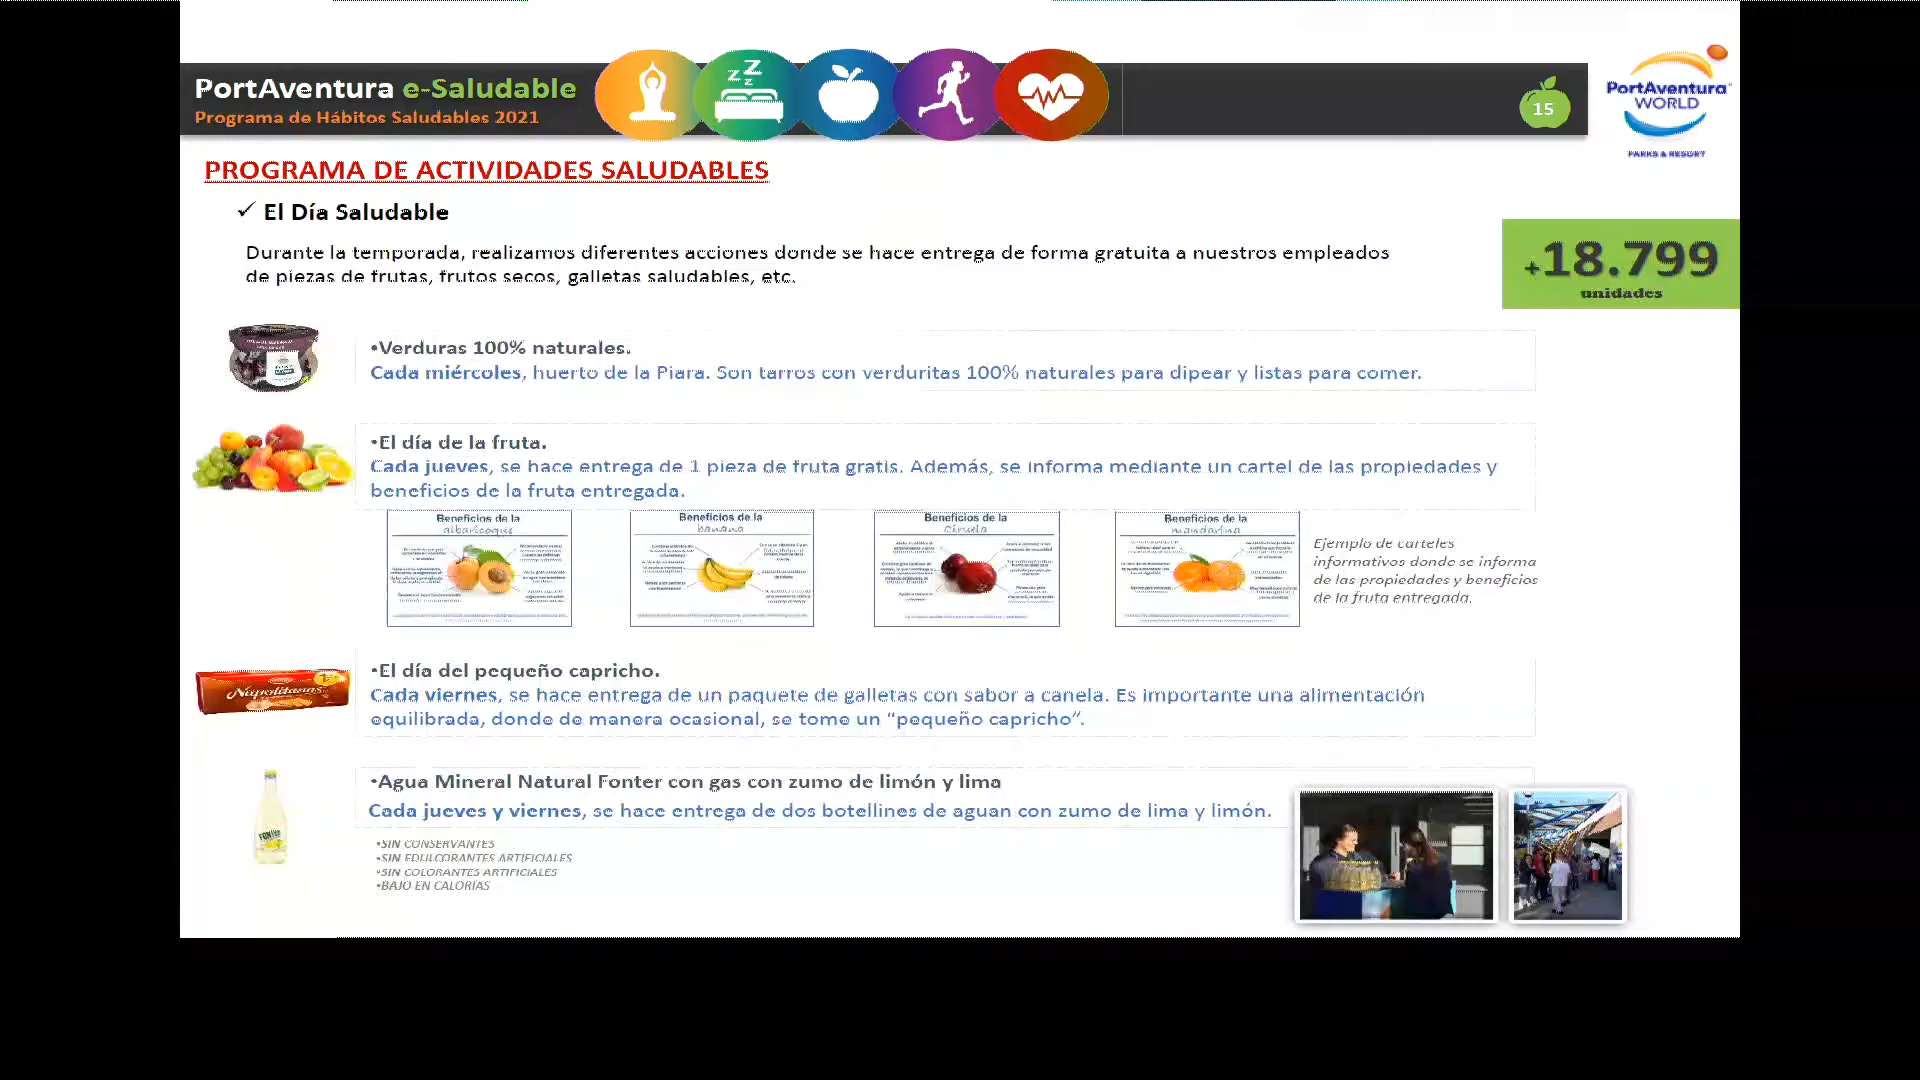 PortAventura e-Saludable
Programa de Hábitos Saludables 2021
15
PortAventura
WORLD
PARKS & RESORT
PROGRAMA DE ACTIVIDADES SALUDABLES
✓ El Día Saludable
Durante la temporada, realizamos diferentes acciones donde se hace entrega de forma gratuita a nuestros empleados
de piezas de frutas, frutos secos, galletas saludables, etc.
+18.799
unidades
•Verduras 100% naturales.
Cada miércoles, huerto de la Piara. Son tarros con verduritas 100% naturales para dipear y listas para comer.
•El día de la fruta.
Cada jueves, se hace entrega de 1 pieza de fruta gratis. Además, se informa mediante un cartel de las propiedades y
beneficios de la fruta entregada.
Beneficios de la
albaricoque
Beneficios de la
banana
Beneficios de la
Ciruela
Beneficios de la
mandarina
Ejemplo de carteles
informativos donde se informa
de las propiedades y beneficios
de la fruta entregada.
•El día del pequeño capricho.
Cada viernes, se hace entrega de un paquete de galletas con sabor a canela. Es importante una alimentación
equilibrada, donde de manera ocasional, se tome un “pequeño capricho”.
Napolitanas
•Agua Mineral Natural Fonter con gas con zumo de limón y lima
Cada jueves y viernes, se hace entrega de dos botellines de aguan con zumo de lima y limón.
FONTER
•SIN CONSERVANTES
•SIN EDULCORANTES ARTIFICIALES
•SIN COLORANTES ARTIFICIALES
•BAJO EN CALORÍAS